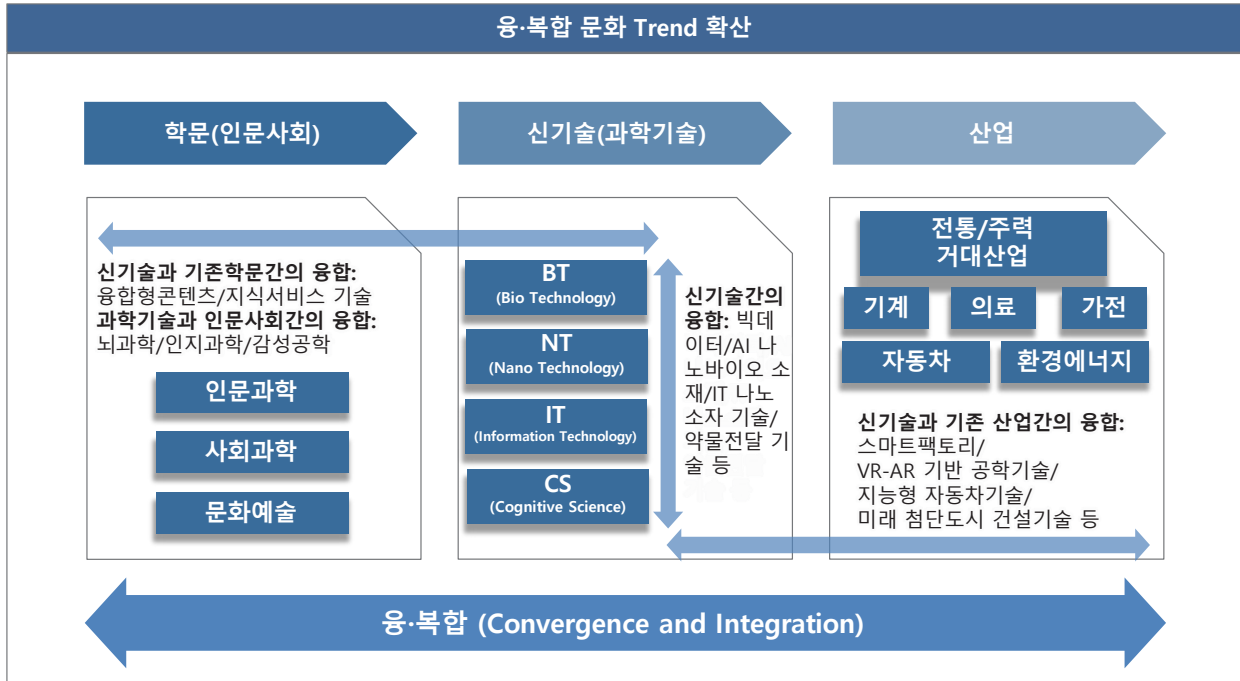 융·복합 문화 Trend 확산
학문(인문사회)
신기술(과학기술)
산업
신기술과 기존학문간의 융합:
융합형콘텐츠/지식서비스 기술
과학기술과 인문사회간의 융합:
뇌과학/인지과학/감성공학
인문과학
사회과학
문화예술
BT
(Bio Technology)
NT
(Nano Technology)
IT
(Information Technology)
CS
(Cognitive Science)
신기술간의
융합: 빅데
이터/AI 나
노바이오 소
재/IT 나노
소자 기술/
약물전달 기
술 등
전통/주력
거대산업
기계
의료
가전
자동차
환경에너지
신기술과 기존 산업간의 융합:
스마트팩토리/
VR-AR 기반 공학기술/
지능형 자동차기술/
미래 첨단도시 건설기술 등
융·복합 (Convergence and Integration)